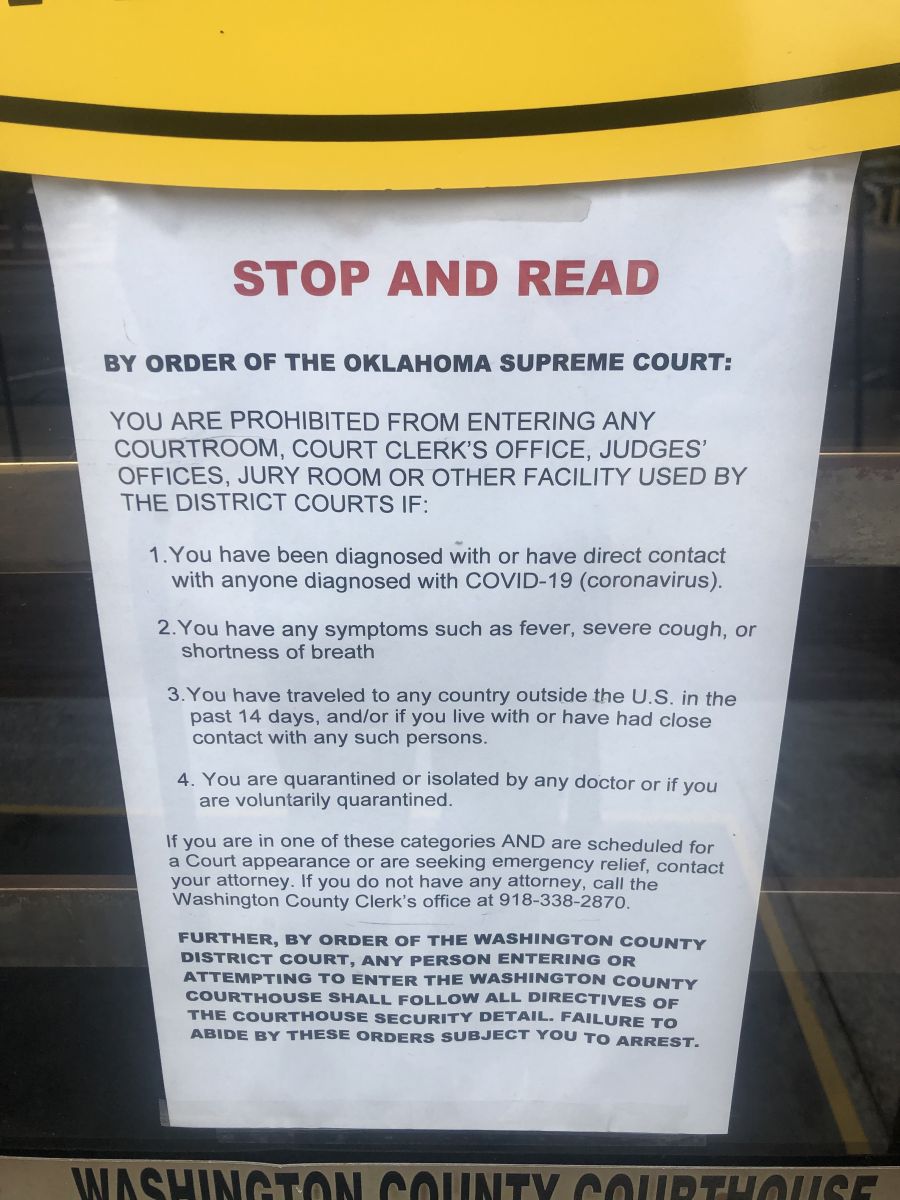 STOP AND READ
BY ORDER OF THE OKLAHOMA SUPREME COURT:
YOU ARE PROHIBITED FROM ENTERING ANY
COURTROOM, COURT CLERK'S OFFICE, JUDGES'
OFFICES, JURY ROOM OR OTHER FACILITY USED BY
THE DISTRICT COURTS IF:
1.You have been diagnosed with or have direct contact
with anyone diagnosed with COVID-19 (coronavirus).
2.You have any symptoms such as fever, severe cough, or
shortness of breath
3.You have traveled to any country outside the U.S. in the
past 14 days, and/or if you live with or have had close
contact with any such persons.
4. You are quarantined or isolated by any doctor or if you
are voluntarily quarantined.
If you are in one of these categories AND are scheduled for
a Court appearance or are seeking emergency relief, contact
your attorney. If you do not have any attorney, call the
Washington County Clerk's office at 918-338-2870.
FURTHER, BY ORDER OF THE WASHINGTON COUNTY
DISTRICT COURT, ANY PERSON ENTERING OR
ATTEMPTING TO ENTER THE WASHINGTON COUNTY
COURTHOUSE SHALL FOLLOW ALL DIRECTIVES OF
THE COURTHOUSE SECURITY DETAIL. FAILURE TO
ABIDE BY THESE ORDERS SUBJECT YOU TO ARREST.
WASHINGTON COUNTY COURTHOUSE